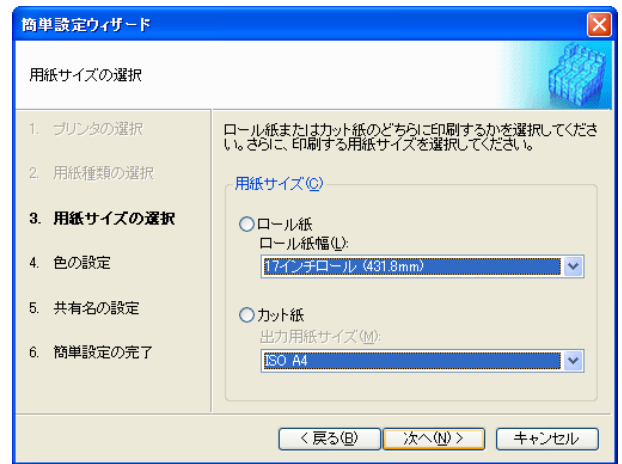 簡単設定ウィザード
用紙サイズの選択
1. プリンタの選択
2. 用紙種類の選択
3. 用紙サイズの選択
4. 色の設定
5. 共有名の設定
6. 簡単設定の完了
ロール紙またはカット紙のどちらに印刷するかを選択してくださ
い。さらに、印刷する用紙サイズを選択してください。
用紙サイズ(C)
ロール紙
ロール紙幅(L):
17インチロール (431.8mm)
カット紙
出力用紙サイズ(M):
ISO A4
< 戻る(B)
次へ(N) >
キャンセル